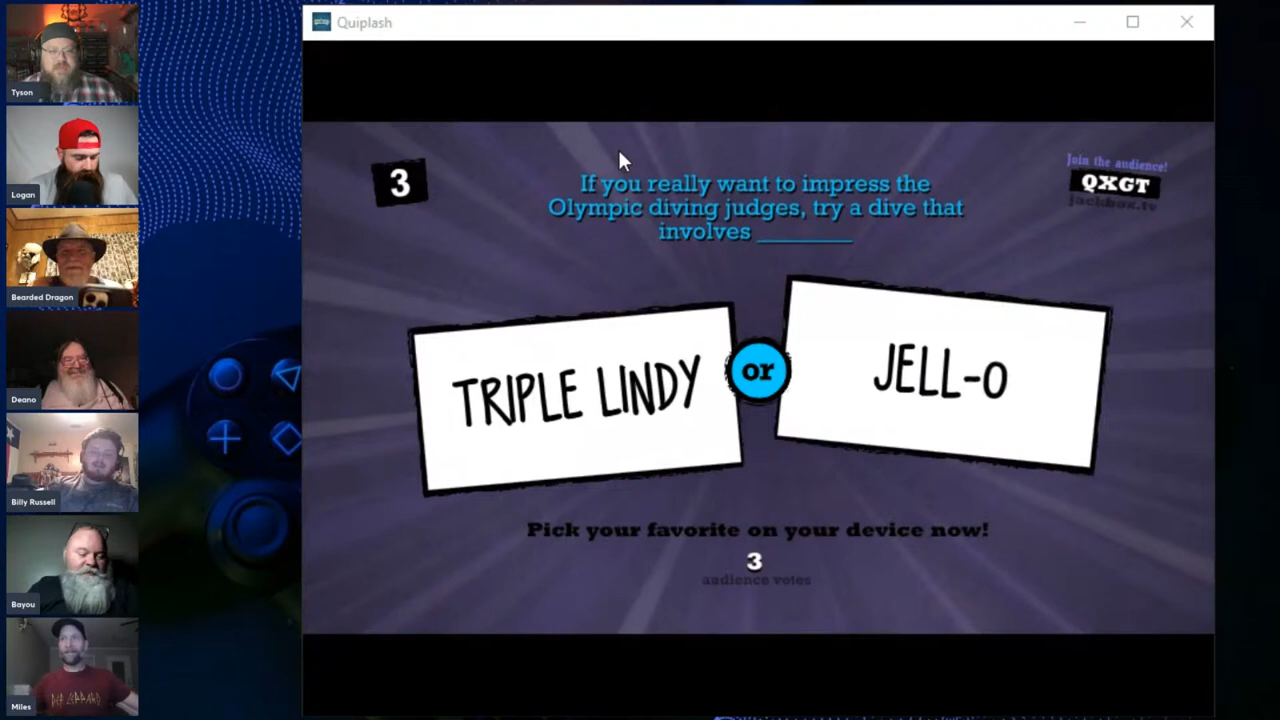 Quiplash
Tyson
Logan
Bearded Dragon
Deano
Billy Russell
Bayou
Miles
DEF LEPPARD
3
If you really want to impress the
Olympic diving judges, try a dive that
involves ________
Join the audience!
QXGT
jackbox.tv
TRIPLE LINDY
or
JELL-O
Pick your favorite on your device now!
3
audience votes